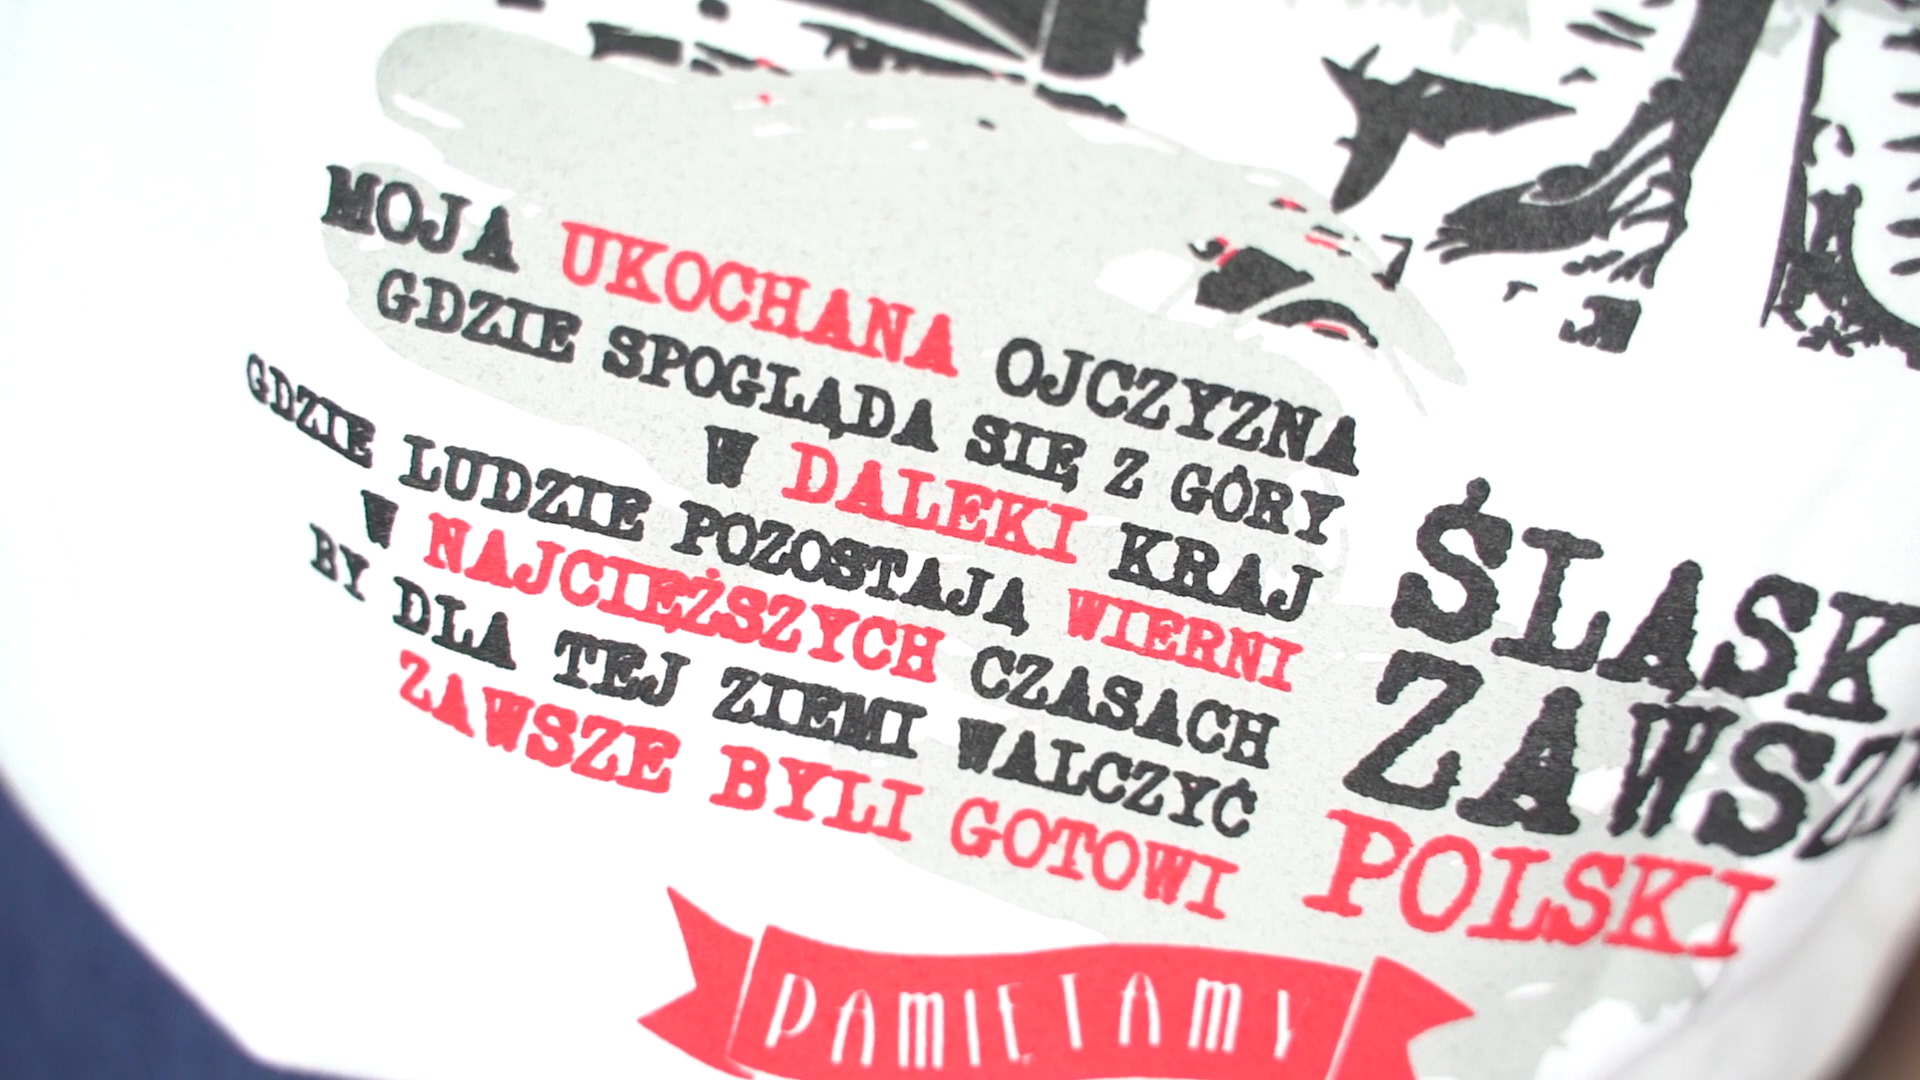 MOJA UKOCHANA OJCZYZNA
GDZIE SPOGLĄDA SIĘ Z GÓRY
W DALEKI KRAJ
GDZIE LUDZIE POZOSTAJĄ WIERNI
W NAJCIĘŻSZYCH CZASACH
BY DLA TEJ ZIEMI WALCZYĆ
ZAWSZE BYLI GOTOWI
ŚLĄSK
ZAWSZE
POLSKI
PAMIĘTAMY